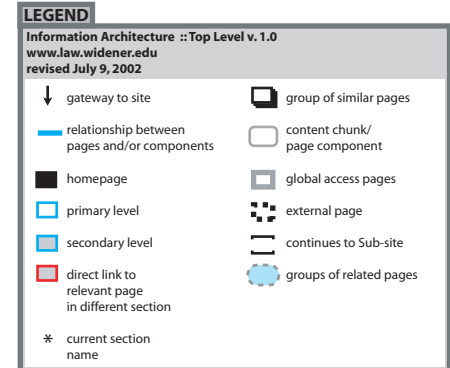 LEGEND
Information Architecture :: Top Level v. 1.0
www.law.widener.edu
revised July 9, 2002
gateway to site
relationship between
pages and/or components
homepage
primary level
secondary level
direct link to
relevant page
in different section
* current section
name
group of similar pages
content chunk/
page component
global access pages
external page
continues to Sub-site
groups of related pages